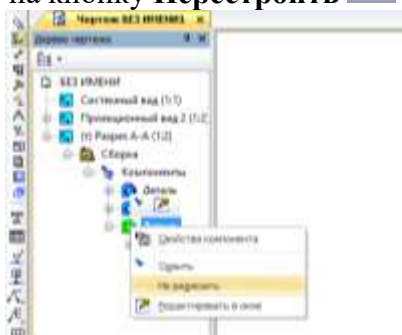 на кнопку Перестроить
Чертеж БЕЗ ИМЕНИ1
Дерево чертежа
БЕЗ ИМЕНИ
Системный вид (1:1)
Проекционный вид 2 (1:2)
(т) Разрез А-А (1:2)
Сборка
Компоненты
Деталь
Свойства компонента
Скрыть
Не разрезать
Редактировать в окне